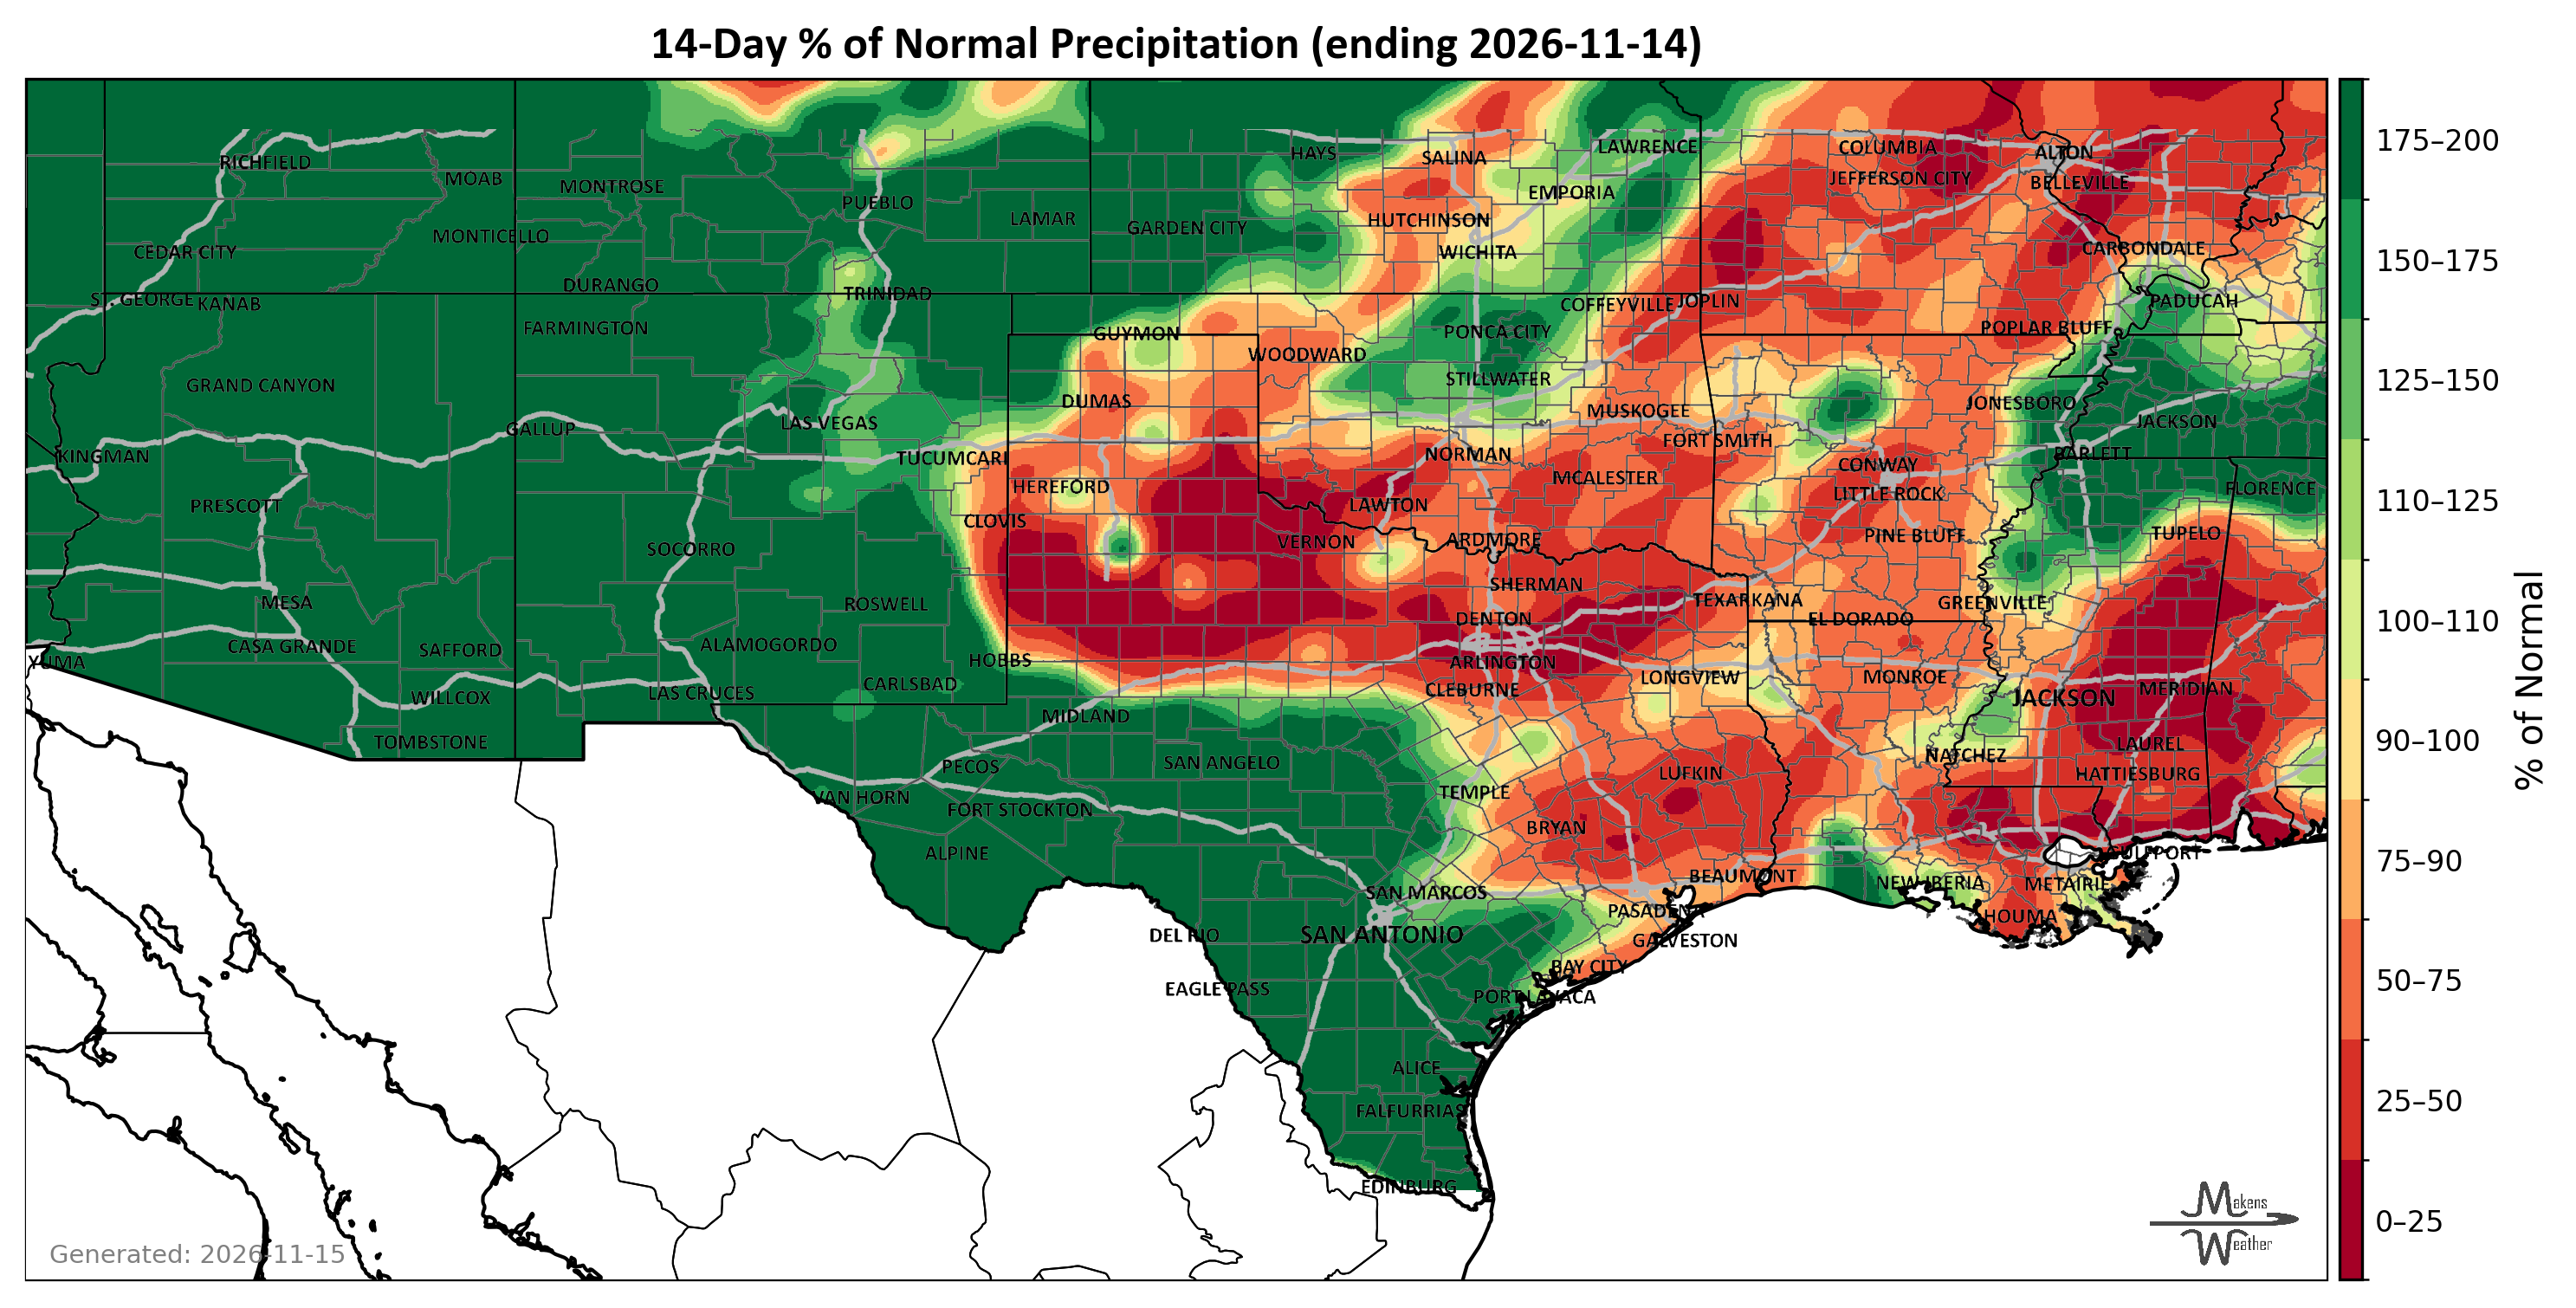 14-Day % of Normal Precipitation (ending 2026-11-14)
RICHFIELD
MOAB
MONTROSE
PUEBLO
LAMAR
HAYS
SALINA
LAWRENCE
COLUMBIA
ALTON
EMPORIA
JEFFERSON CITY
BELLEVILLE
CEDAR CITY
MONTICELLO
GARDEN CITY
HUTCHINSON
WICHITA
CARBONDALE
ST. GEORGE
KANAB
DURANGO
TRINIDAD
COFFEYVILLE
JOPLIN
PADUCAH
FARMINGTON
GUYMON
PONCA CITY
POPLAR BLUFF
WOODWARD
GRAND CANYON
DUMAS
STILLWATER
MUSKOGEE
JONESBORO
JACKSON
GALLUP
LAS VEGAS
KINGMAN
TUCUMCARI
NORMAN
FORT SMITH
BARLETT
CONWAY
PRESCOTT
HEREFORD
LAWTON
MCALESTER
LITTLE ROCK
FLORENCE
CLOVIS
SOCORRO
VERNON
ARDMORE
PINE BLUFF
TUPELO
MESA
ROSWELL
SHERMAN
TEXARKANA
GREENVILLE
CASA GRANDE
SAFFORD
ALAMOGORDO
DENTON
EL DORADO
YUMA
HOBBS
ARLINGTON
WILLCOX
LAS CRUCES
CARLSBAD
CLEBURNE
LONGVIEW
MONROE
JACKSON
MERIDIAN
TOMBSTONE
MIDLAND
PECOS
SAN ANGELO
LUFKIN
NATCHEZ
LAUREL
HATTIESBURG
VAN HORN
FORT STOCKTON
TEMPLE
BRYAN
ALPINE
GULFPORT
SAN MARCOS
BEAUMONT
NEW IBERIA
METAIRIE
PASADENA
HOUMA
DEL RIO
SAN ANTONIO
GALVESTON
BAY CITY
EAGLE PASS
PORT LAVACA
ALICE
FALFURRIAS
EDINBURG
Generated: 2026-11-15
Makens
Weather
175–200
150–175
125–150
110–125
100–110
90–100
75–90
50–75
25–50
0–25
% of Normal